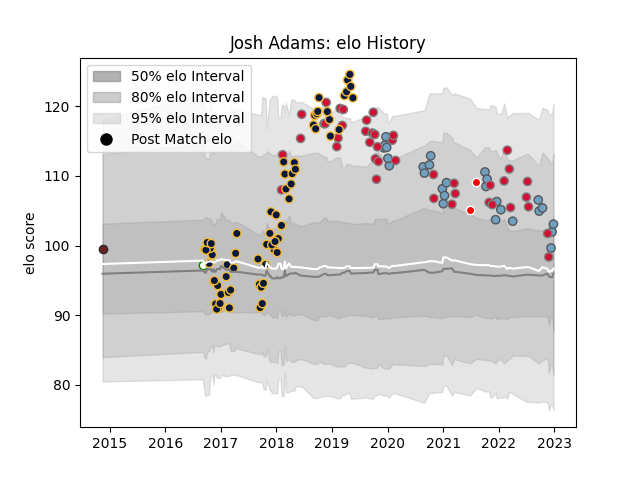 Josh Adams: elo History
50% elo Interval
80% elo Interval
95% elo Interval
Post Match elo
elo score
120
110
100
90
80
2015 2016 2017 2018 2019 2020 2021 2022 2023